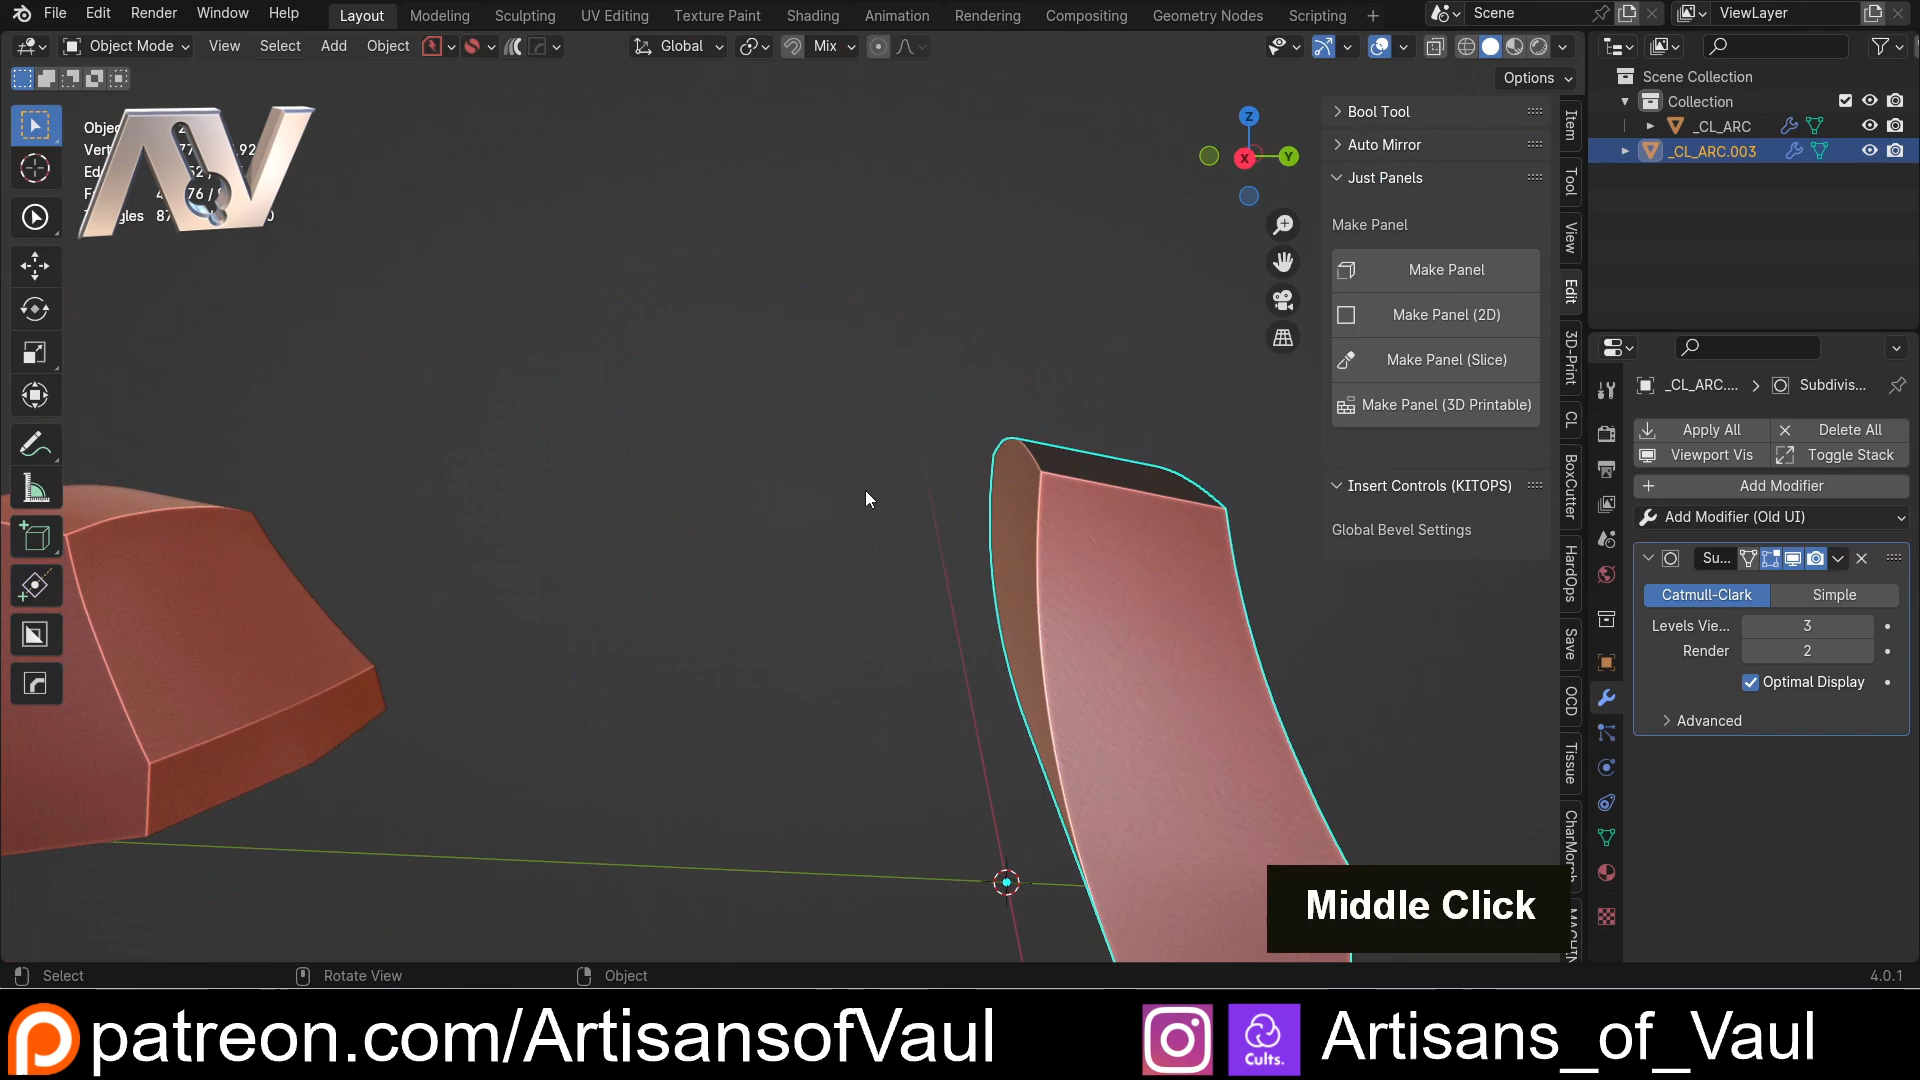 File Edit Render Window Help Layout Modeling Sculpting UV Editing Texture Paint Shading Animation Rendering Compositing Geometry Nodes Scripting + Scene ViewLayer
Object Mode View Select Add Object Global Mix
Options
Scene Collection
Collection
_CL_ARC
_CL_ARC.003
Z
X
Y
Bool Tool
Auto Mirror
Just Panels
Make Panel
Make Panel
Make Panel (2D)
Make Panel (Slice)
Make Panel (3D Printable)
Insert Controls (KITOPS)
Global Bevel Settings
Item
Tool
View
Edit
3D-Print
CL
BoxCutter
HardOps
Save
OCD
Tissue
CharMorph
_CL_ARC.... Subdivis...
Apply All Delete All
Viewport Vis Toggle Stack
Add Modifier
Add Modifier (Old UI)
Su...
Catmull-Clark Simple
Levels Vie... 3
Render 2
Optimal Display
Advanced
Middle Click
Select Rotate View Object 4.0.1
patreon.com/ArtisansofVaul
Cults.
Artisans_of_Vaul